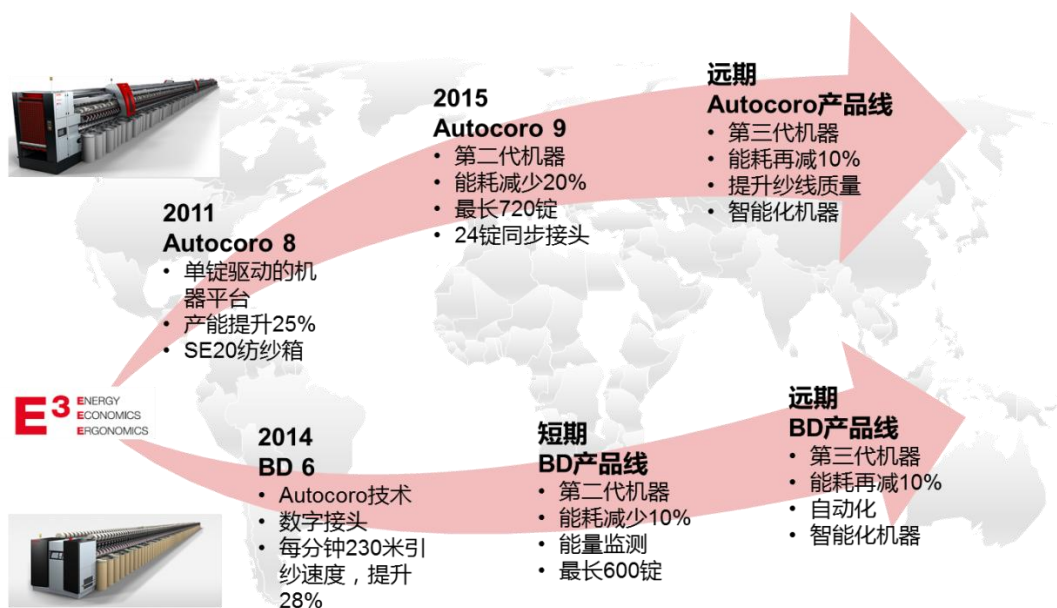 2011
Autocoro 8
• 单锭驱动的机
器平台
• 产能提升25%
• SE20纺纱箱
2015
Autocoro 9
• 第二代机器
• 能耗减少20%
• 最长720锭
• 24锭同步接头
远期
Autocoro产品线
• 第三代机器
• 能耗再减10%
• 提升纱线质量
• 智能化机器
E³ ENERGY
ECONOMICS
ERGONOMICS
2014
BD 6
• Autocoro技术
• 数字接头
• 每分钟230米引
纱速度，提升
28%
短期
BD产品线
• 第二代机器
• 能耗减少10%
• 能量监测
• 最长600锭
远期
BD产品线
• 第三代机器
• 能耗再减10%
• 自动化
• 智能化机器